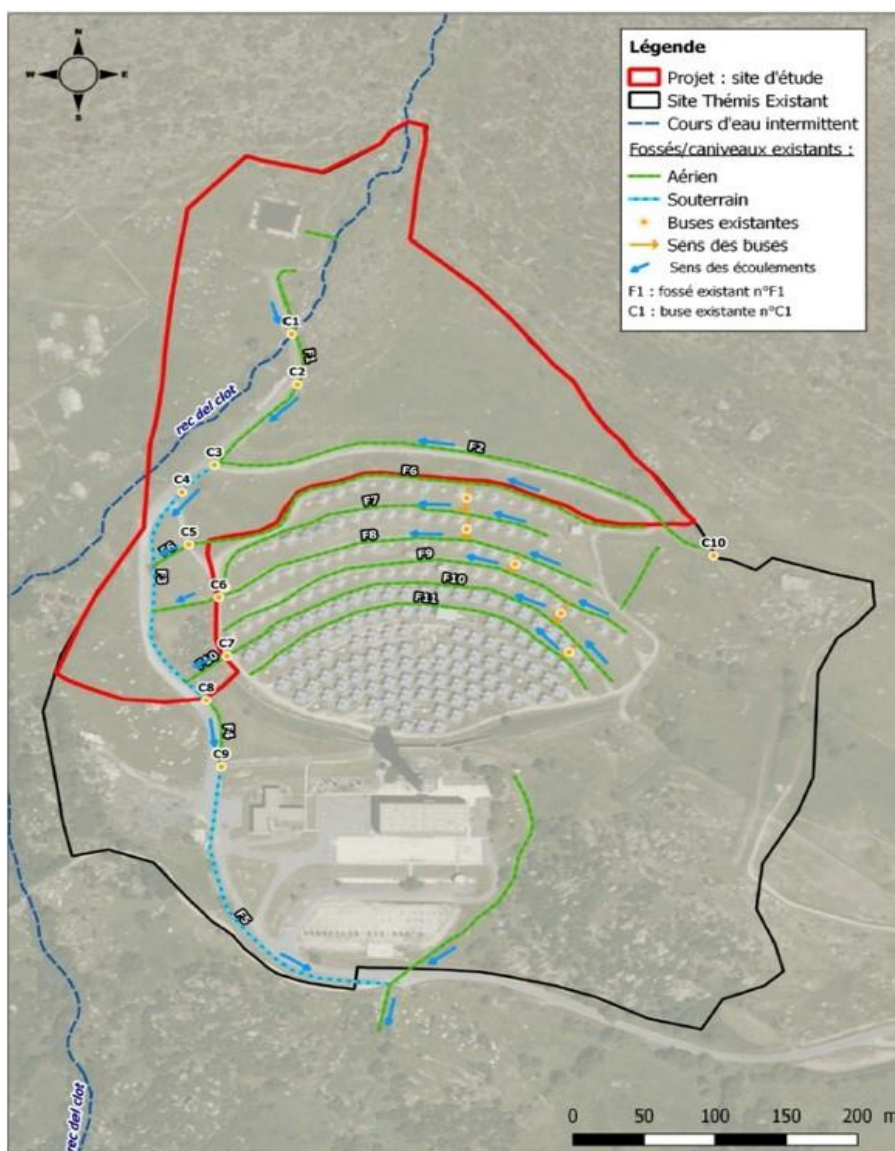 N
W
E
S
Légende
Projet : site d'étude
Site Thémis Existant
Cours d'eau intermittent
Fossés/caniveaux existants :
Aérien
Souterrain
Buses existantes
Sens des buses
Sens des écoulements
F1 : fossé existant n°F1
C1 : buse existante n°C1
C1
F1
C2
rec del clot
C3
F2
C4
F6
F7
C5
F6
F8
C10
F3
F9
C6
F10
F11
C7
F10
C8
F4
C9
F5
rec del clot
0 50 100 150 200 m